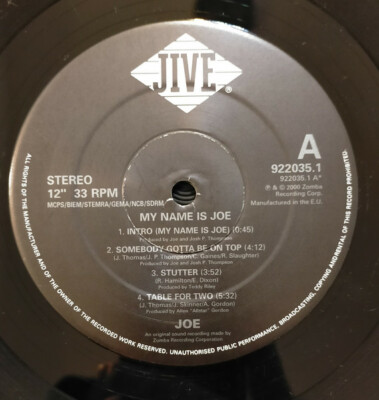 JIVE
®
STEREO
12" 33 RPM
MCPS/BIEM/STEMRA/GEMA/NCB/SDRM
A
922035.1
922035.1 A*
℗ & © 2000 Zomba
Recording Corp.
Manufactured in the E.U.
MY NAME IS JOE
1. INTRO (MY NAME IS JOE) (0:45)
Produced by Joe and Josh P. Thompson
2. SOMEBODY GOTTA BE ON TOP (4:12)
(J. Thomas/J. P. Thompson/C. Gaines/R. Slaughter)
Produced by Joe and Josh P. Thompson
3. STUTTER (3:52)
(R. Hamilton/E. Dixon)
Produced by Teddy Riley
4. TABLE FOR TWO (5:32)
(J. Thomas/J. Skinner/A. Gordon)
Produced by Allen "Allstar" Gordon
JOE
An original sound recording made by
Zomba Recording Corporation
ALL RIGHTS OF THE MANUFACTURER AND OF THE OWNER OF THE RECORDED WORK RESERVED. UNAUTHORISED PUBLIC PERFORMANCE, BROADCASTING, COPYING AND RENTAL OF THIS RECORD PROHIBITED.